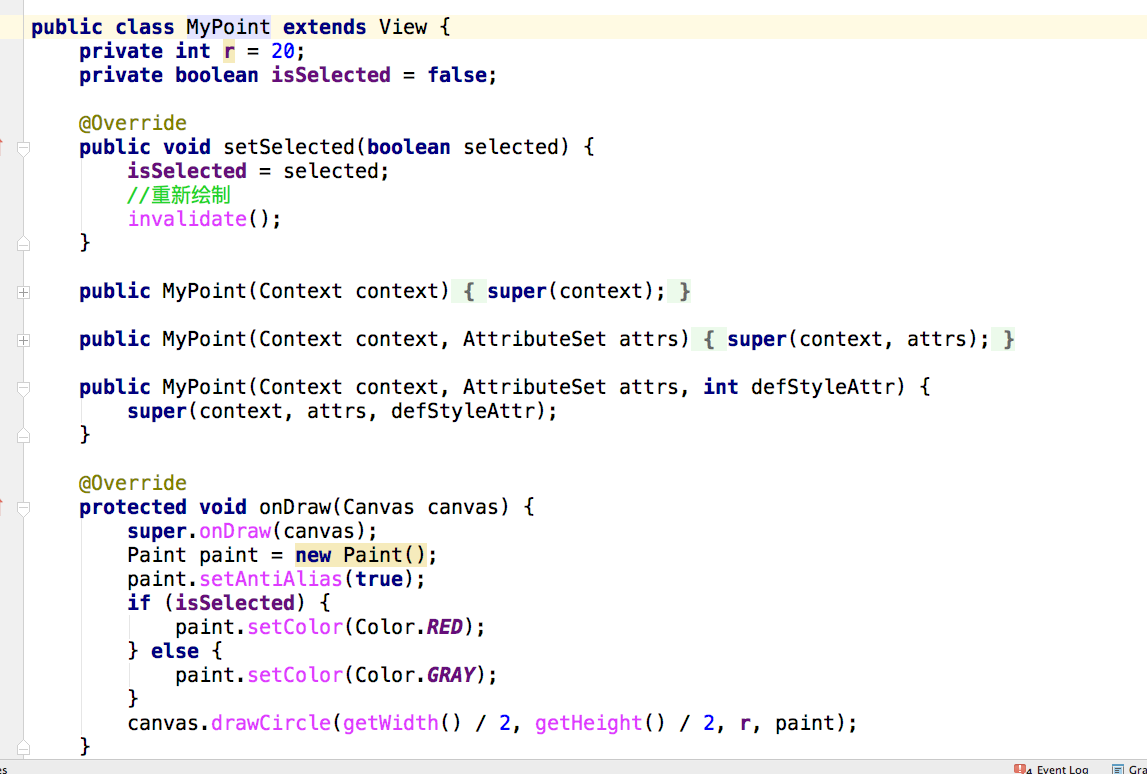 public class MyPoint extends View {
    private int r = 20;
    private boolean isSelected = false;

    @Override
    public void setSelected(boolean selected) {
        isSelected = selected;
        //重新绘制
        invalidate();
    }

    public MyPoint(Context context) { super(context); }

    public MyPoint(Context context, AttributeSet attrs) { super(context, attrs); }

    public MyPoint(Context context, AttributeSet attrs, int defStyleAttr) {
        super(context, attrs, defStyleAttr);
    }

    @Override
    protected void onDraw(Canvas canvas) {
        super.onDraw(canvas);
        Paint paint = new Paint();
        paint.setAntiAlias(true);
        if (isSelected) {
            paint.setColor(Color.RED);
        } else {
            paint.setColor(Color.GRAY);
        }
        canvas.drawCircle(getWidth() / 2, getHeight() / 2, r, paint);
    }
4 Event Log